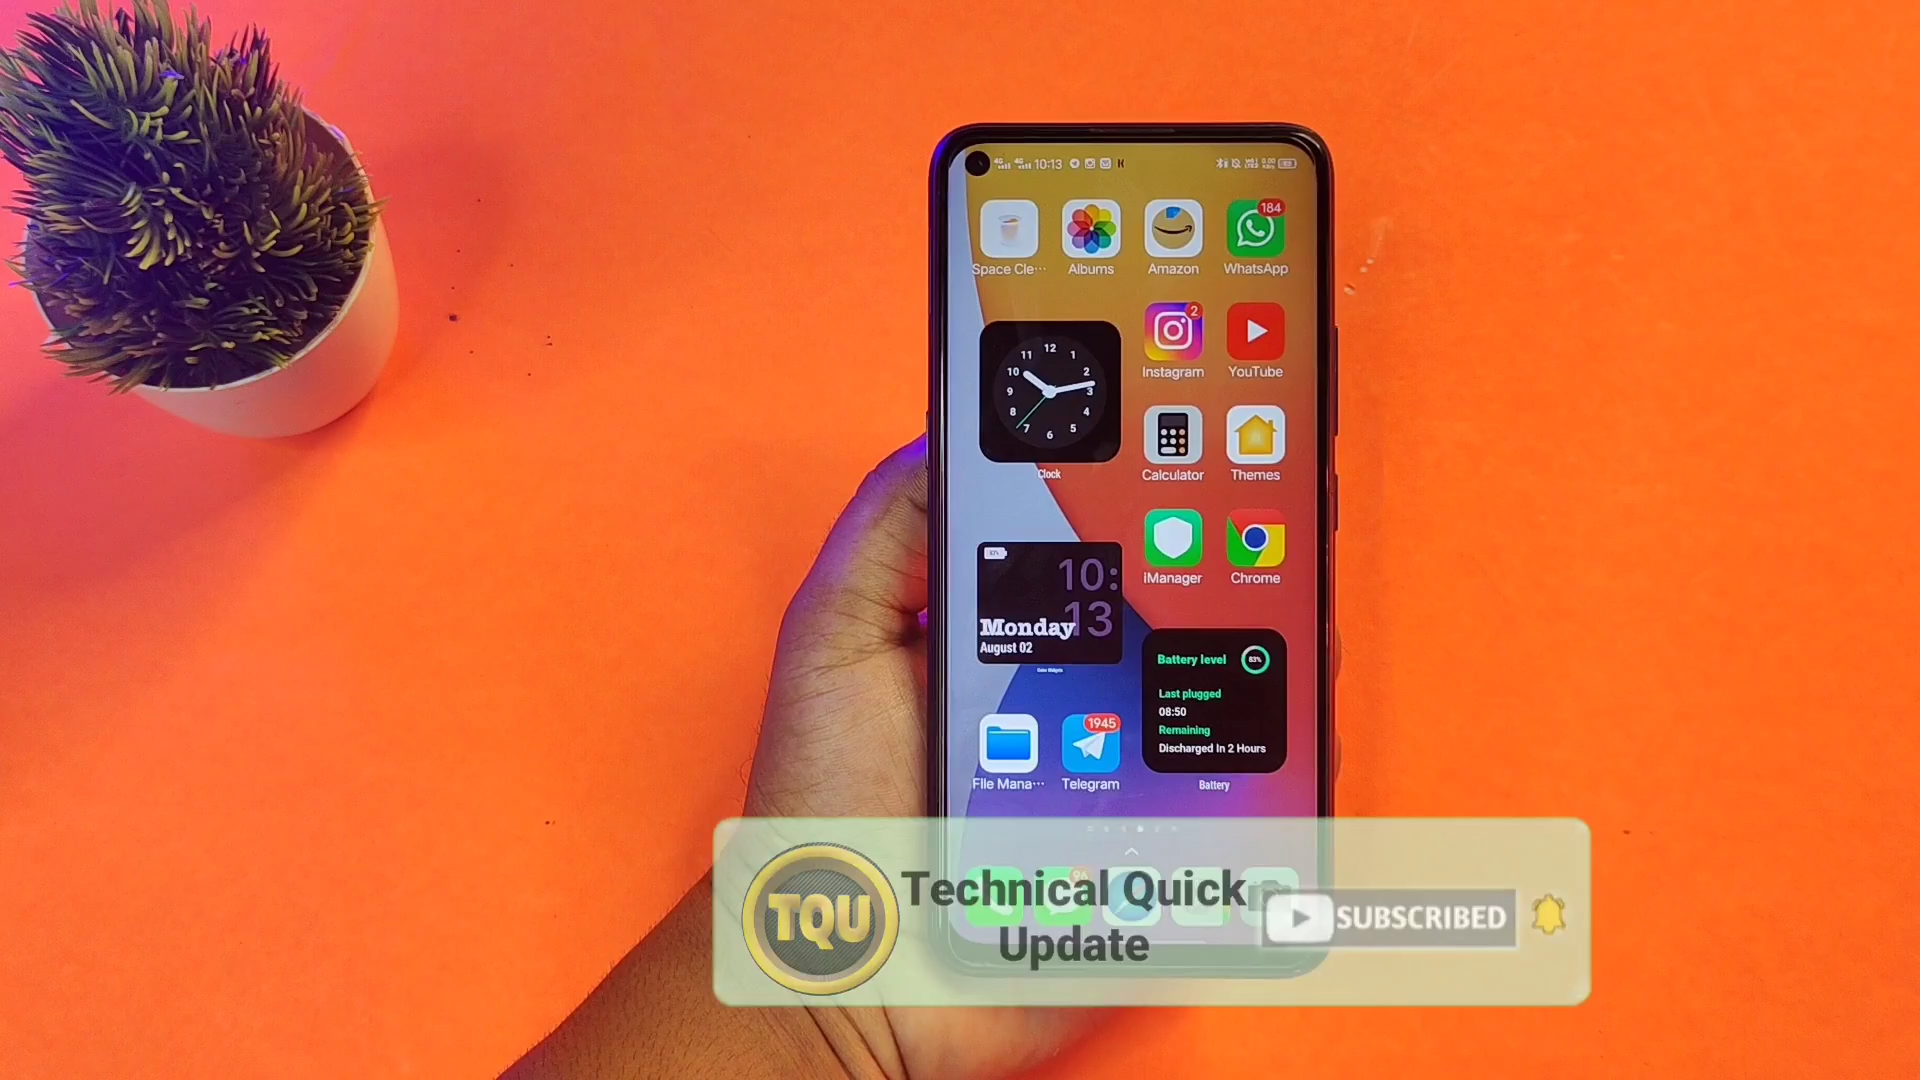 10:13
184
Space Cle···
Albums
Amazon
WhatsApp
2
Instagram
YouTube
12
11 1
10 2
9 3
8 4
7 5
6
Clock
Calculator
Themes
iManager
Chrome
10:
13
Monday
August 02
Battery level
83%
Last plugged
08:50
Remaining
Discharged In 2 Hours
Battery
1945
File Mana···
Telegram
96
TQU
Technical Quick
Update
SUBSCRIBED